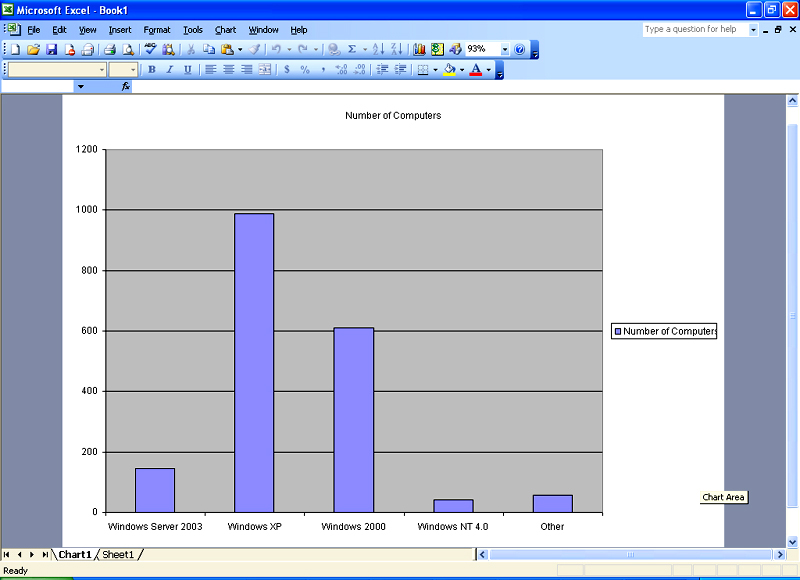 Microsoft Excel - Book1
File Edit View Insert Format Tools Chart Window Help
Type a question for help
ABC
Σ
93%
B I U
$ % ,
A
fx
Number of Computers
1200
1000
800
600
400
200
0
Windows Server 2003 Windows XP Windows 2000 Windows NT 4.0 Other
Number of Computers
Chart Area
Chart1 Sheet1
Ready